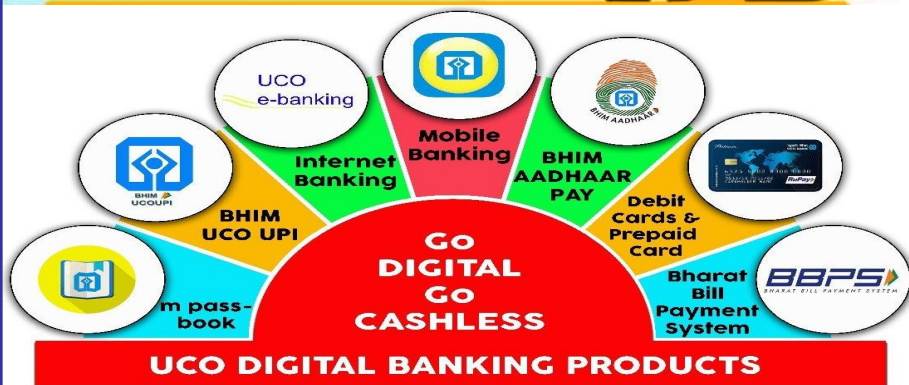 UCO
e-banking
BHIM
UCOUPI
BHIM AADHAAR
RuPay
BBPS
BHARAT BILL PAYMENT SYSTEM
m pass-
book
BHIM
UCO UPI
Internet
Banking
Mobile
Banking
BHIM
AADHAAR
PAY
Debit
Cards &
Prepaid
Card
Bharat
Bill
Payment
System
GO
DIGITAL
GO
CASHLESS
UCO DIGITAL BANKING PRODUCTS